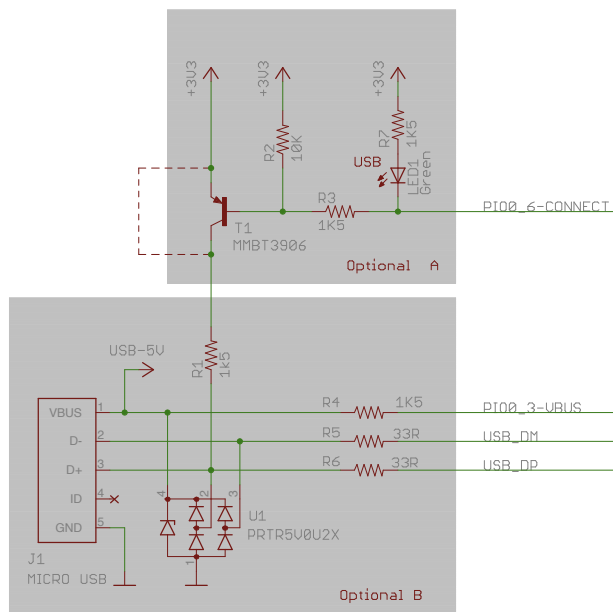 +3V3
+3V3
+3V3
R2
10K
R7
1K5
USB
LED1
Green
R3
1K5
PIO0_6-CONNECT
T1
MMBT3906
Optional A
R1
1k5
USB-5V
VBUS
1
R4
1K5
PIO0_3-VBUS
D-
2
R5
33R
USB_DM
D+
3
R6
33R
USB_DP
ID
4
GND
5
4
2
3
1
U1
PRTR5V0U2X
J1
MICRO USB
Optional B